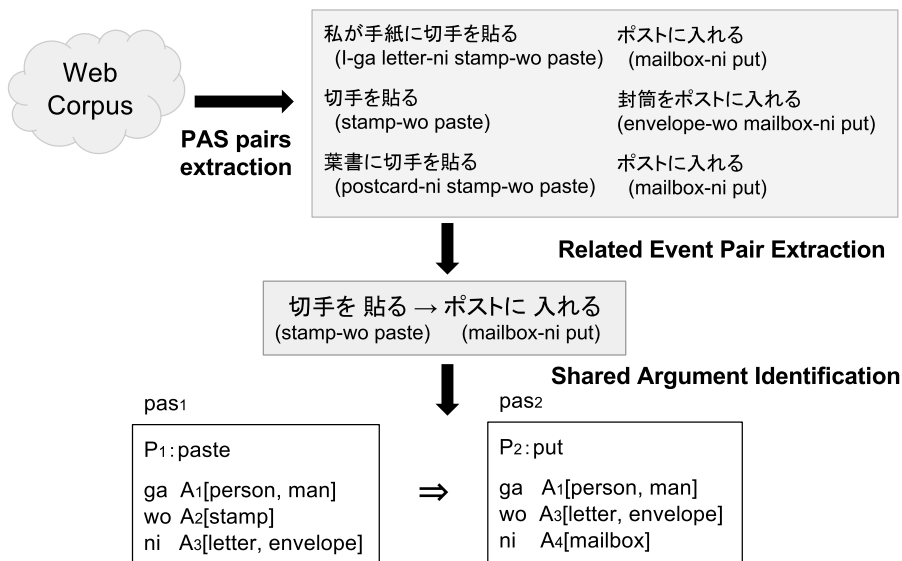 Web
Corpus
PAS pairs
extraction
私が手紙に切手を貼る ポストに入れる
(I-ga letter-ni stamp-wo paste) (mailbox-ni put)
切手を貼る 封筒をポストに入れる
(stamp-wo paste) (envelope-wo mailbox-ni put)
葉書に切手を貼る ポストに入れる
(postcard-ni stamp-wo paste) (mailbox-ni put)
Related Event Pair Extraction
切手を 貼る → ポストに 入れる
(stamp-wo paste) (mailbox-ni put)
Shared Argument Identification
pas1
P1:paste
ga A1[person, man]
wo A2[stamp]
ni A3[letter, envelope]
⇒
pas2
P2:put
ga A1[person, man]
wo A3[letter, envelope]
ni A4[mailbox]